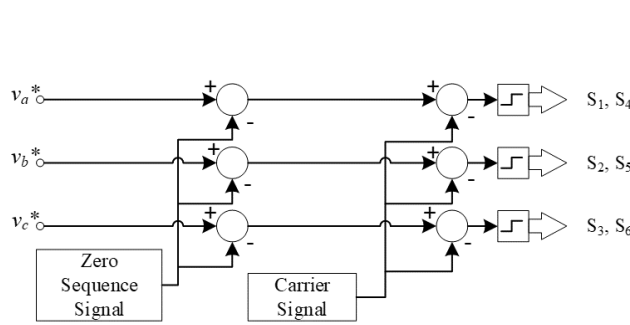 va*
+
+
S1, S4
-
-
vb*
+
+
S2, S5
-
-
vc*
+
+
S3, S6
-
-
Zero
Sequence
Signal
Carrier
Signal